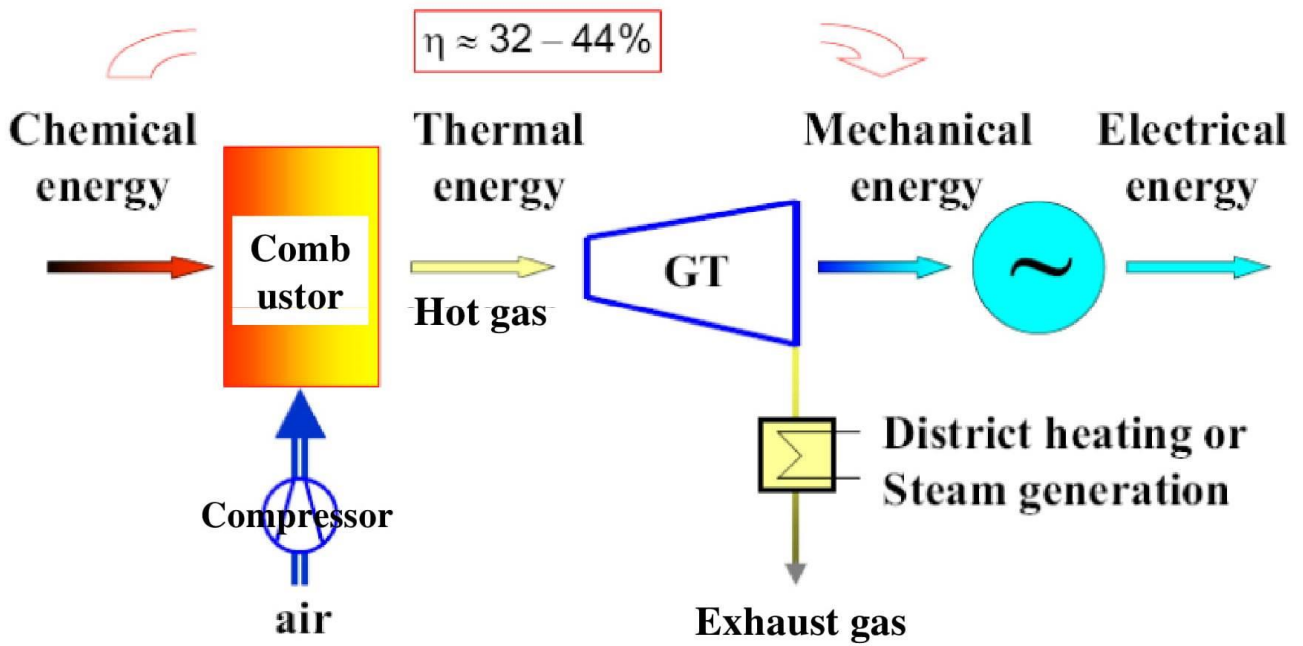 η ≈ 32 – 44%
Chemical
energy
Thermal
energy
Mechanical
energy
Electrical
energy
Comb
ustor
Hot gas
GT
~
Compressor
air
District heating or
Steam generation
Exhaust gas